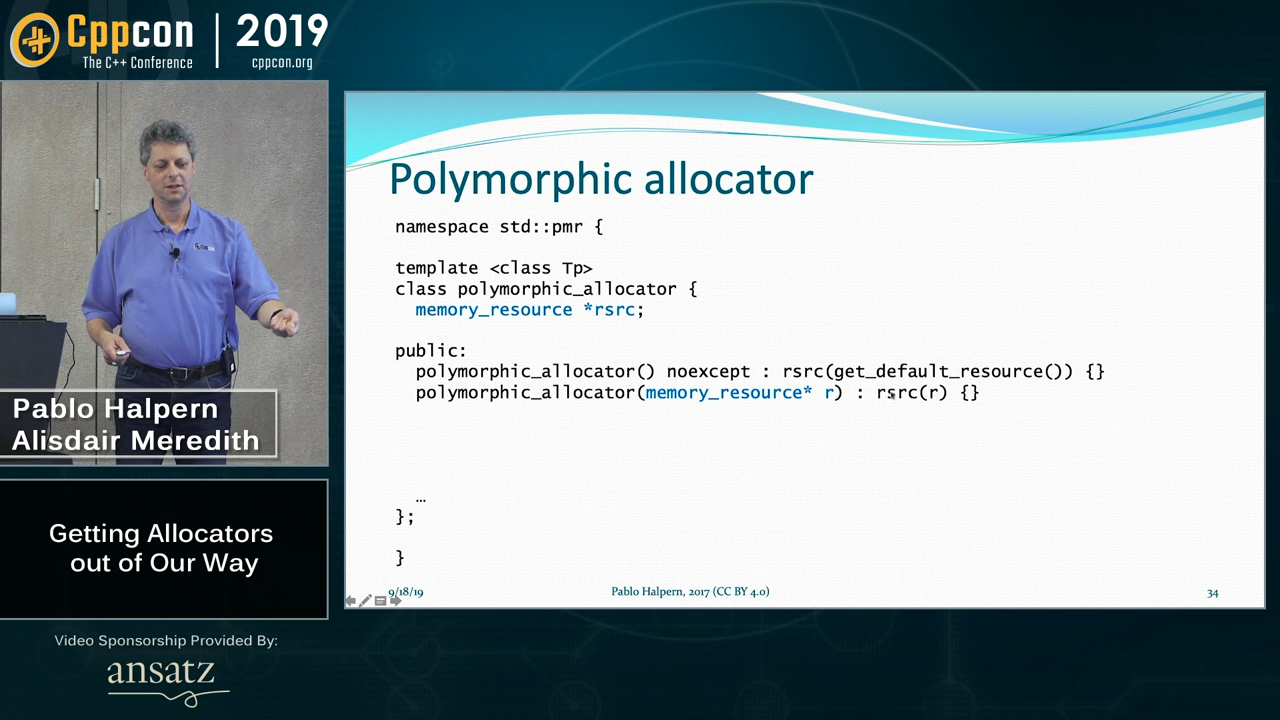 Cppcon
The C++ Conference
2019
cppcon.org
Polymorphic allocator
namespace std::pmr {
template <class Tp>
class polymorphic_allocator {
memory_resource *rsrc;
public:
polymorphic_allocator() noexcept : rsrc(get_default_resource()) {}
polymorphic_allocator(memory_resource* r) : rsrc(r) {}
…
};
}
9/18/19
Pablo Halpern, 2017 (CC BY 4.0)
34
Pablo Halpern
Alisdair Meredith
Getting Allocators
out of Our Way
Video Sponsorship Provided By:
ansatz